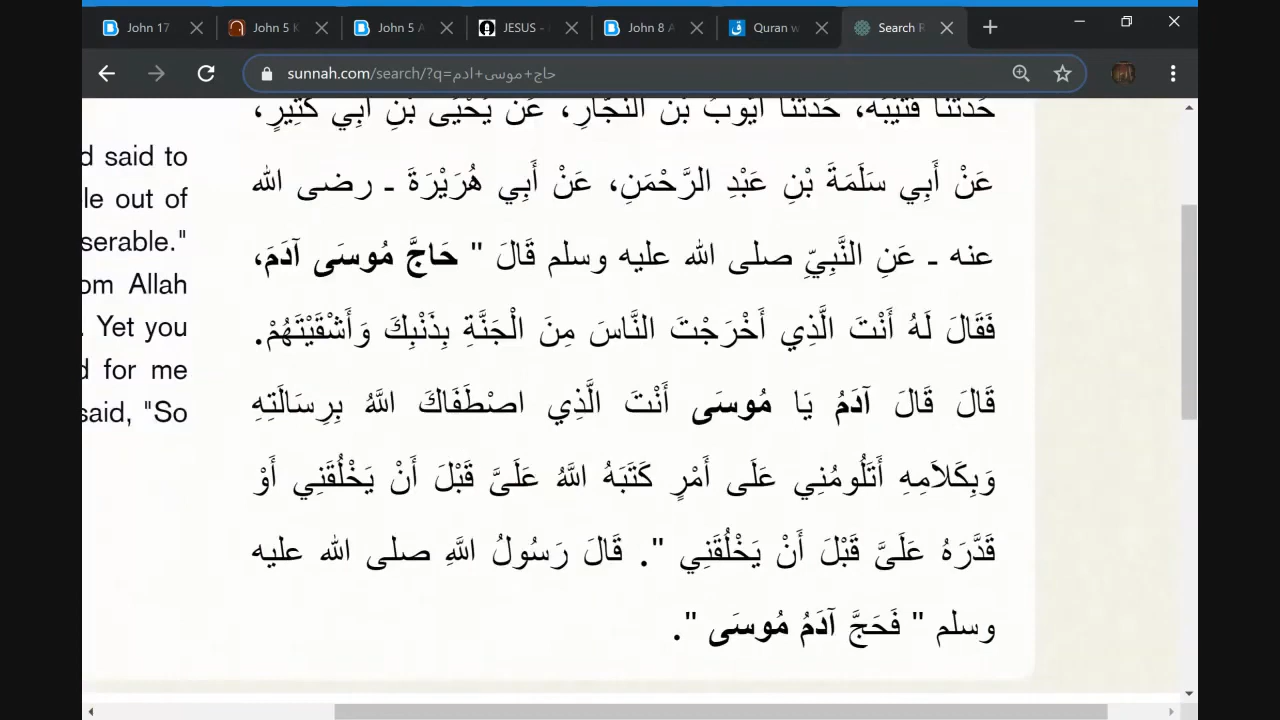 John 17
John 5 K
John 5 A
JESUS -
John 8 A
Quran w
Search R
sunnah.com/search/?q=حاج+موسى+ادم
حَدَّثَنَا قُتَيْبَةُ، حَدَّثَنَا أَيُّوبُ بْنُ النَّجَّارِ، عَنْ يَحْيَى بْنِ أَبِي كَثِيرٍ،
عَنْ أَبِي سَلَمَةَ بْنِ عَبْدِ الرَّحْمَنِ، عَنْ أَبِي هُرَيْرَةَ ـ رضى الله
عنه ـ عَنِ النَّبِيِّ صلى الله عليه وسلم قَالَ " حَاجَّ مُوسَى آدَمَ،
فَقَالَ لَهُ أَنْتَ الَّذِي أَخْرَجْتَ النَّاسَ مِنَ الْجَنَّةِ بِذَنْبِكَ وَأَشْقَيْتَهُمْ.
قَالَ قَالَ آدَمُ يَا مُوسَى أَنْتَ الَّذِي اصْطَفَاكَ اللَّهُ بِرِسَالَتِهِ
وَبِكَلاَمِهِ أَتَلُومُنِي عَلَى أَمْرٍ كَتَبَهُ اللَّهُ عَلَىَّ قَبْلَ أَنْ يَخْلُقَنِي أَوْ
قَدَّرَهُ عَلَىَّ قَبْلَ أَنْ يَخْلُقَنِي ". قَالَ رَسُولُ اللَّهِ صلى الله عليه
وسلم " فَحَجَّ آدَمُ مُوسَى ".
d said to
le out of
serable."
om Allah
. Yet you
d for me
said, "So